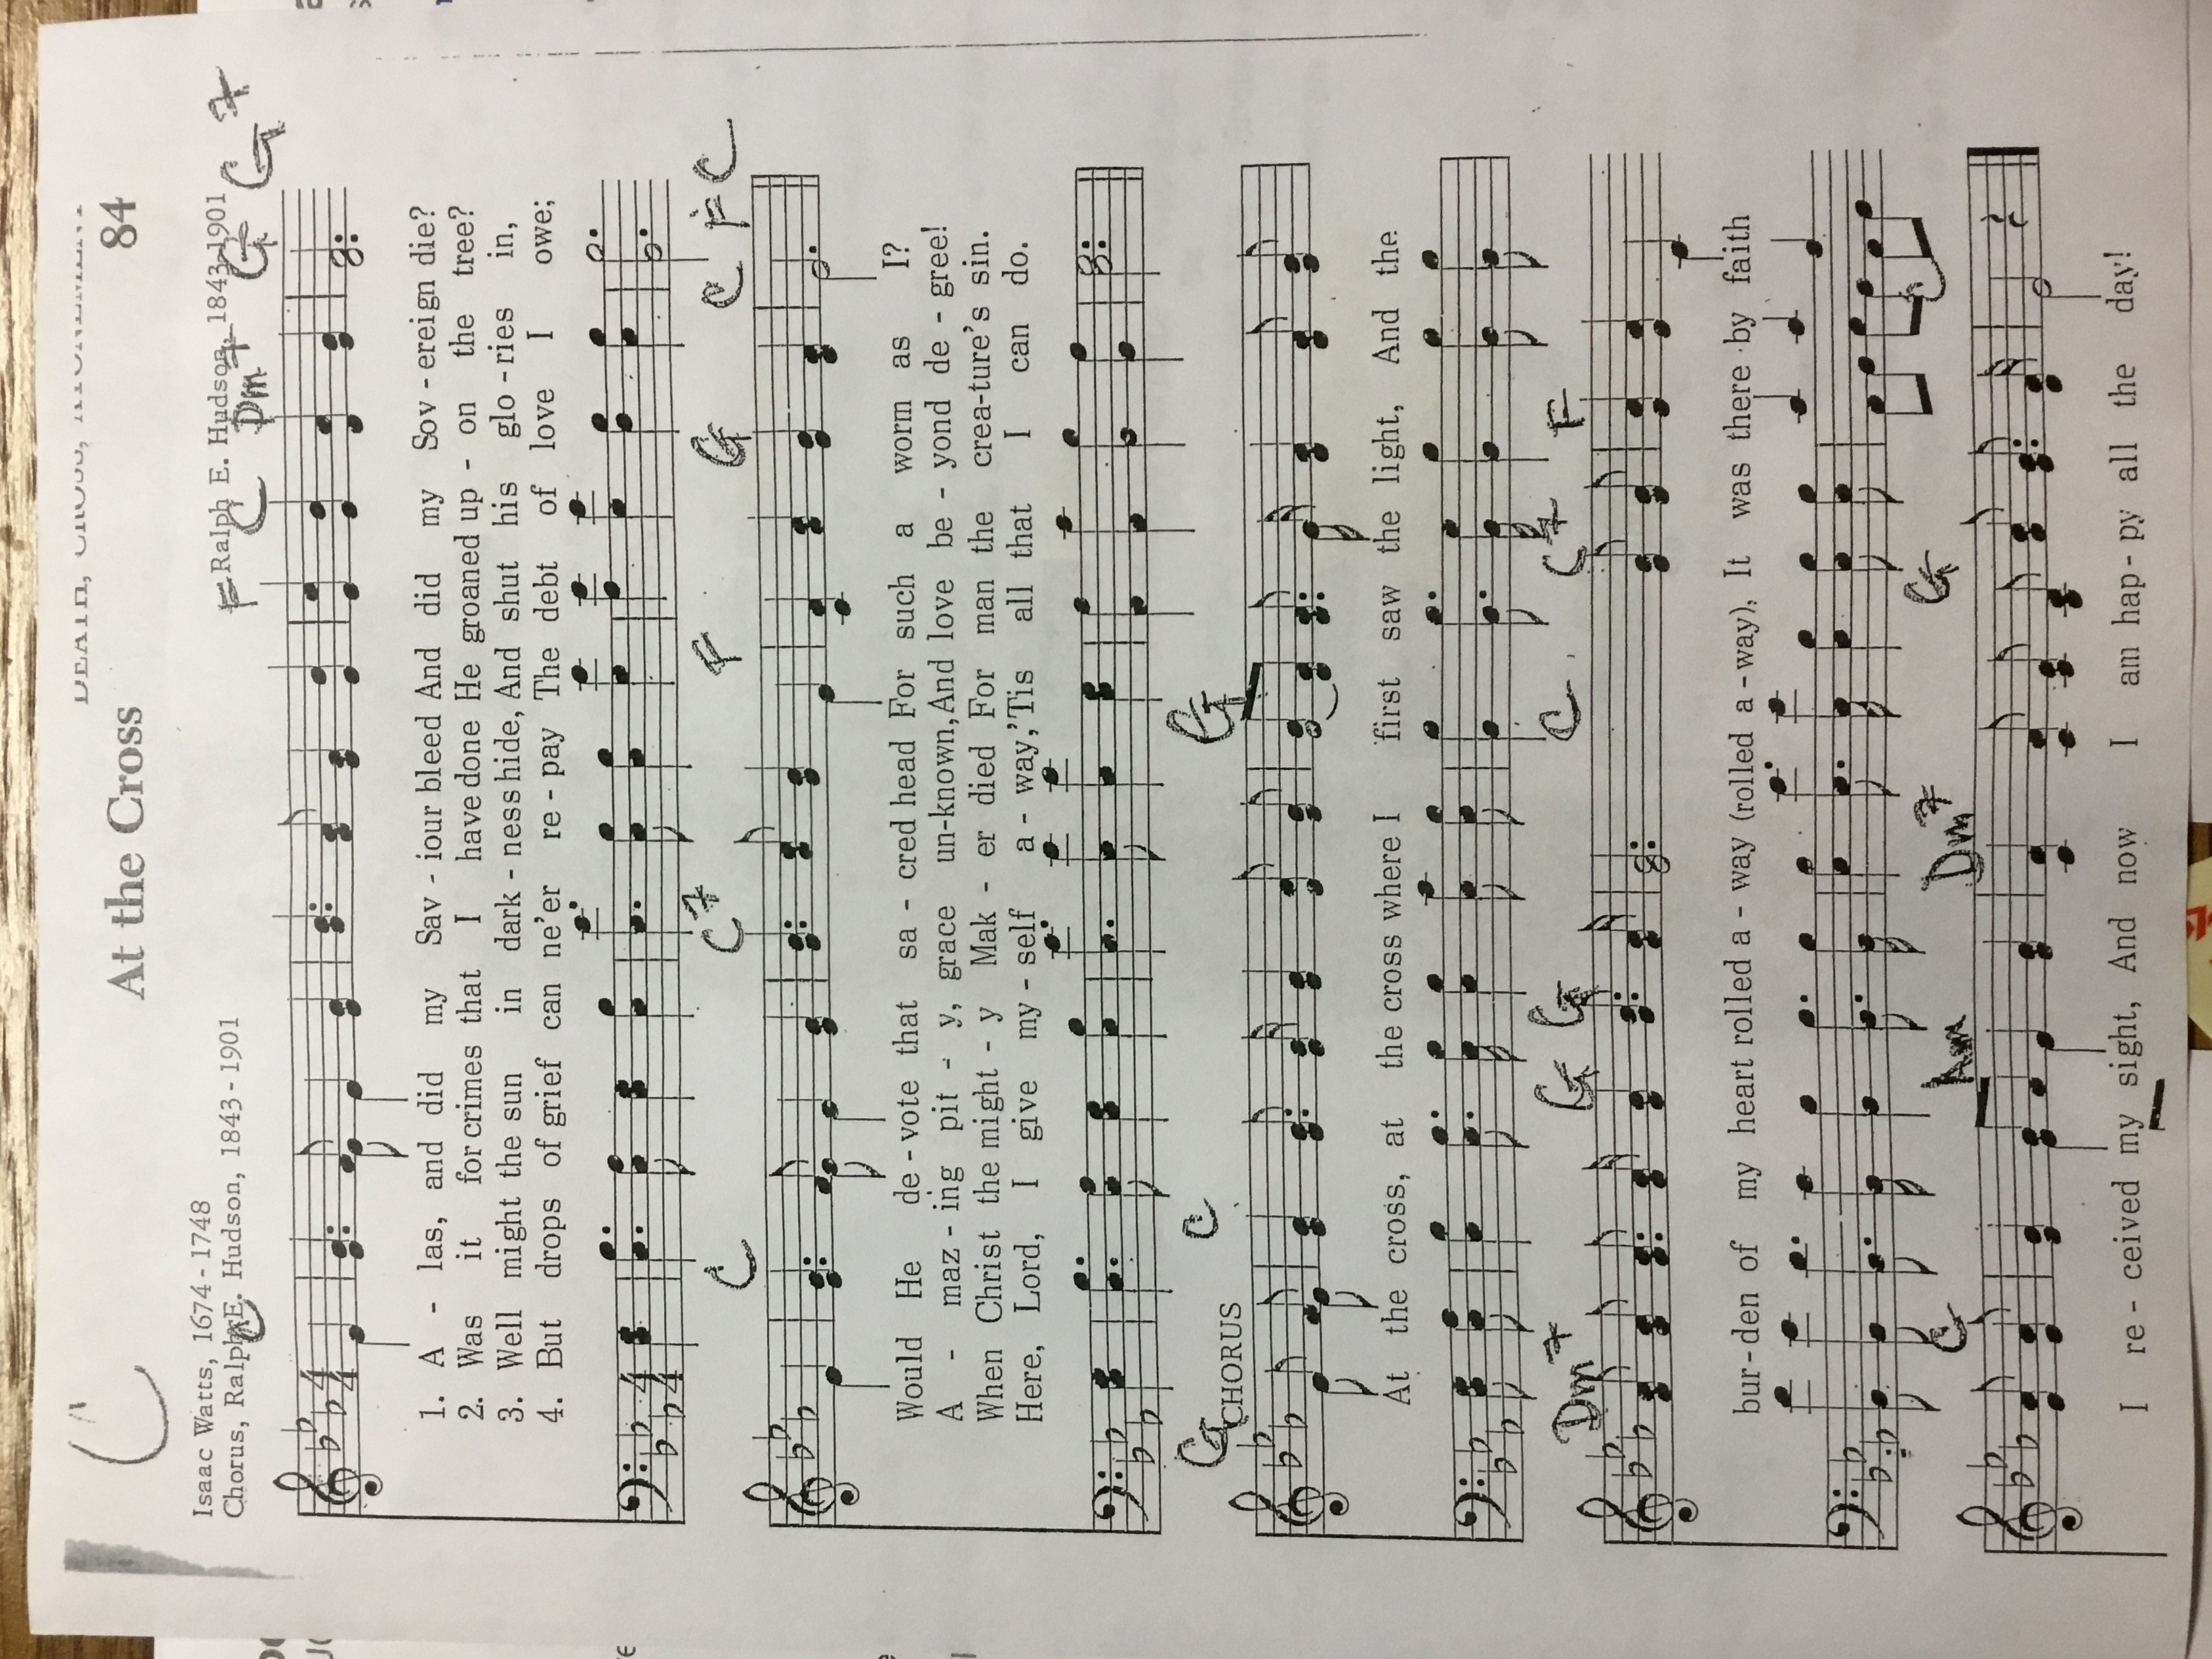 C
DEATH, CROSS, ATONEMENT
At the Cross 84
Isaac Watts, 1674-1748
Chorus, Ralph E. Hudson, 1843-1901 Ralph E. Hudson, 1843-1901
C F C Dm7 G G7
1. A - las, and did my Sav - iour bleed And did my Sov - ereign die?
2. Was it for crimes that I have done He groaned up - on the tree?
3. Well might the sun in dark - ness hide, And shut his glo - ries in,
4. But drops of grief can ne'er re - pay The debt of love I owe;
C C7 F G C F C
Would He de - vote that sa - cred head For such a worm as I?
A - maz - ing pit - y, grace un-known, And love be - yond de - gree!
When Christ the might - y Mak - er died For man the crea-ture's sin.
Here, Lord, I give my - self a - way, 'Tis all that I can do.
G C G
CHORUS
At the cross, at the cross where I first saw the light, And the
Dm7 G G C C7 F
bur-den of my heart rolled a - way (rolled a-way), It was there by faith
C Am Dm7 G C
I re - ceived my sight, And now I am hap - py all the day!